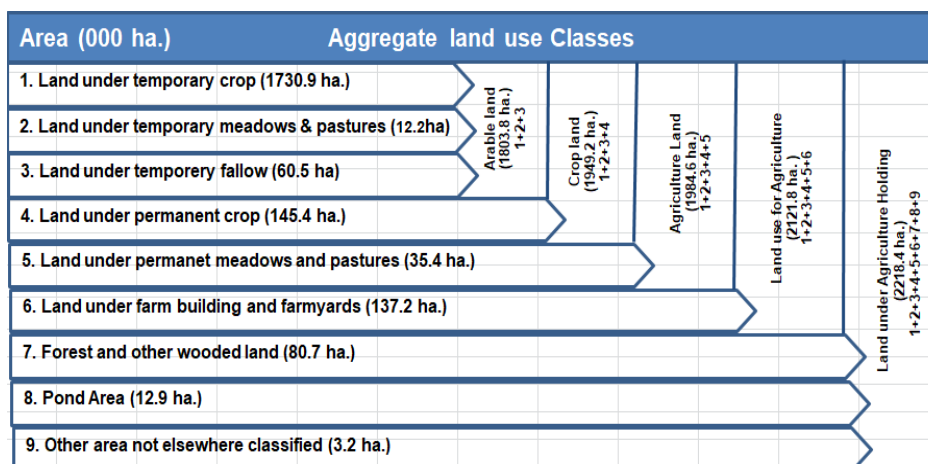 Area (000 ha.) Aggregate land use Classes
1. Land under temporary crop (1730.9 ha.)
2. Land under temporary meadows & pastures (12.2ha)
3. Land under temporery fallow (60.5 ha)
4. Land under permanent crop (145.4 ha.)
5. Land under permanet meadows and pastures (35.4 ha.)
6. Land under farm building and farmyards (137.2 ha.)
7. Forest and other wooded land (80.7 ha.)
8. Pond Area (12.9 ha.)
9. Other area not elsewhere classified (3.2 ha.)
Arable land
(1803.8 ha.)
1+2+3
Crop land
(1949.2 ha.)
1+2+3+4
Agriculture Land
(1984.6 ha.)
1+2+3+4+5
Land use for Agriculture
(2121.8 ha. )
1+2+3+4+5+6
Land under Agriculture Holding
(2218.4 ha.)
1+2+3+4+5+6+7+8+9